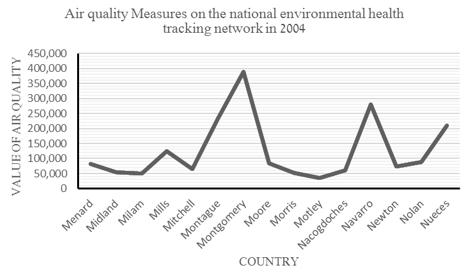 Air quality Measures on the national environmental health
tracking network in 2004
VALUE OF AIR QUALITY
450,000
400,000
350,000
300,000
250,000
200,000
150,000
100,000
50,000
0
Menard
Midland
Milam
Mills
Mitchell
Montague
Montgomery
Moore
Morris
Motley
Nacogdoches
Navarro
Newton
Nolan
Nueces
COUNTRY